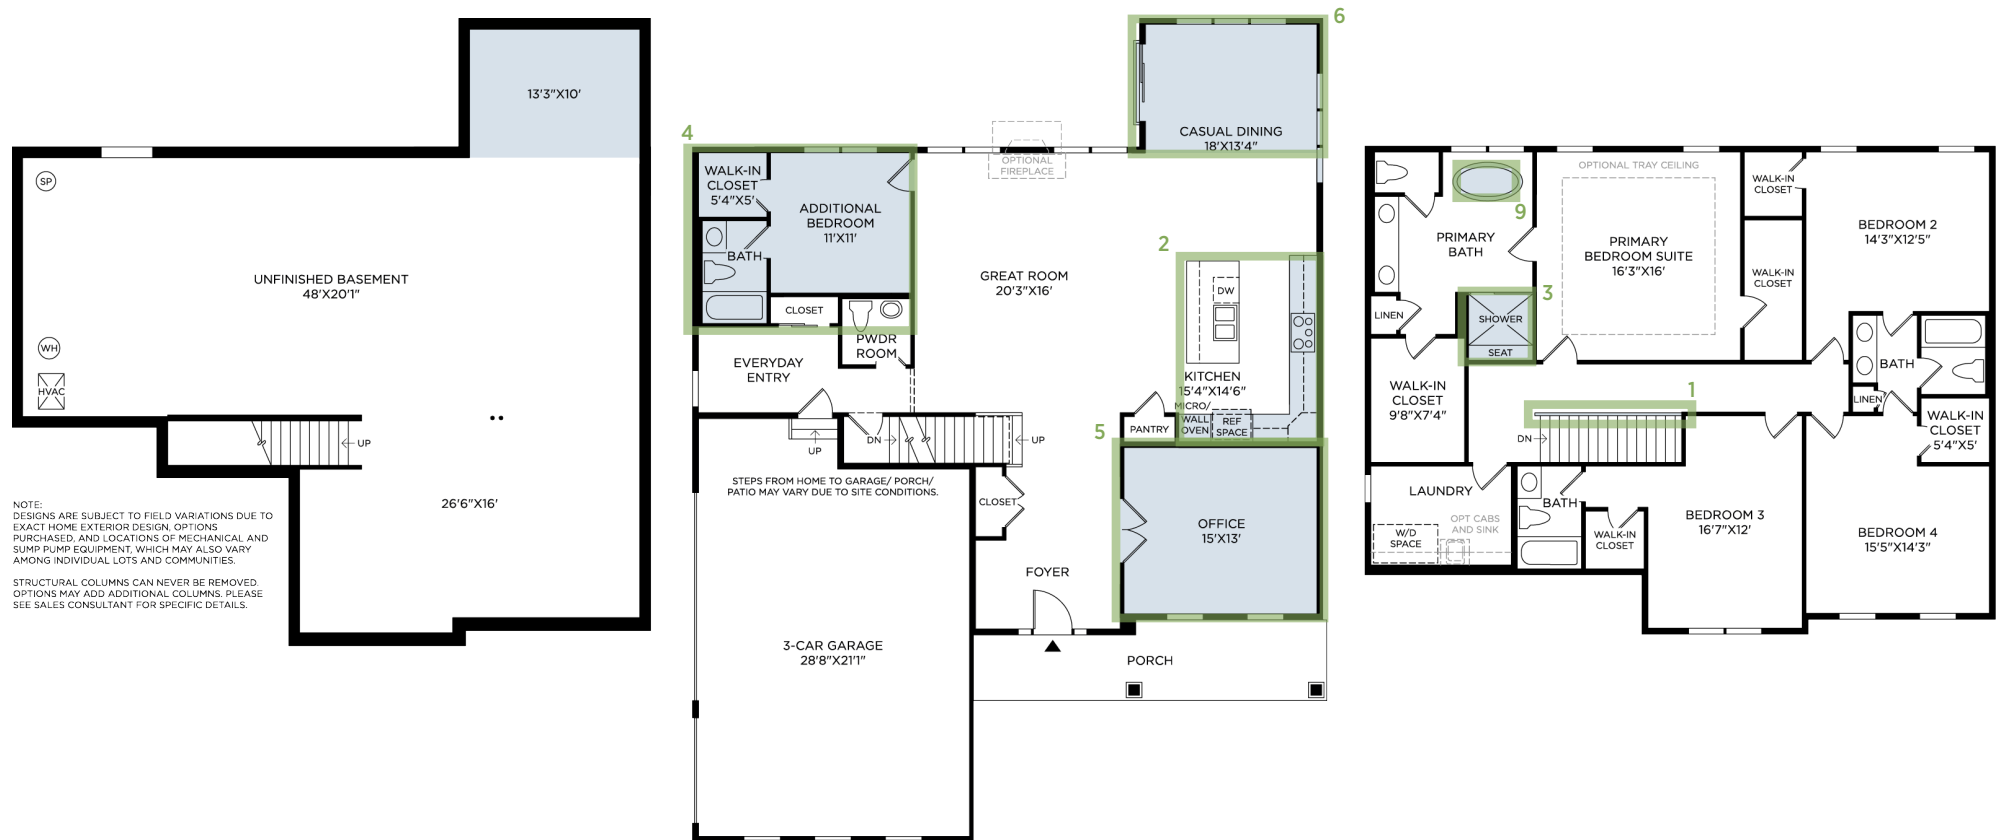 13'3"X10'
SP
UNFINISHED BASEMENT
48'X20'1"
WH
HVAC
UP
26'6"X16'
NOTE:
DESIGNS ARE SUBJECT TO FIELD VARIATIONS DUE TO
EXACT HOME EXTERIOR DESIGN, OPTIONS
PURCHASED, AND LOCATIONS OF MECHANICAL AND
SUMP PUMP EQUIPMENT, WHICH MAY ALSO VARY
AMONG INDIVIDUAL LOTS AND COMMUNITIES.
STRUCTURAL COLUMNS CAN NEVER BE REMOVED.
OPTIONS MAY ADD ADDITIONAL COLUMNS. PLEASE
SEE SALES CONSULTANT FOR SPECIFIC DETAILS.
6
CASUAL DINING
18'X13'4"
4
WALK-IN
CLOSET
5'4"X5'
ADDITIONAL
BEDROOM
11'X11'
BATH
OPTIONAL
FIREPLACE
2
GREAT ROOM
20'3"X16'
DW
CLOSET
PWDR
ROOM
EVERYDAY
ENTRY
KITCHEN
15'4"X14'6"
MICRO/
WALL
OVEN
REF
SPACE
PANTRY
5
UP
DN
UP
STEPS FROM HOME TO GARAGE/ PORCH/
PATIO MAY VARY DUE TO SITE CONDITIONS.
CLOSET
OFFICE
15'X13'
FOYER
3-CAR GARAGE
28'8"X21'1"
PORCH
9
PRIMARY
BATH
OPTIONAL TRAY CEILING
PRIMARY
BEDROOM SUITE
16'3"X16'
WALK-IN
CLOSET
WALK-IN
CLOSET
BEDROOM 2
14'3"X12'5"
LINEN
3
SHOWER
SEAT
BATH
LINEN
WALK-IN
CLOSET
9'8"X7'4"
1
DN
WALK-IN
CLOSET
5'4"X5'
LAUNDRY
OPT CABS
AND SINK
W/D
SPACE
BATH
WALK-IN
CLOSET
BEDROOM 3
16'7"X12'
BEDROOM 4
15'5"X14'3"